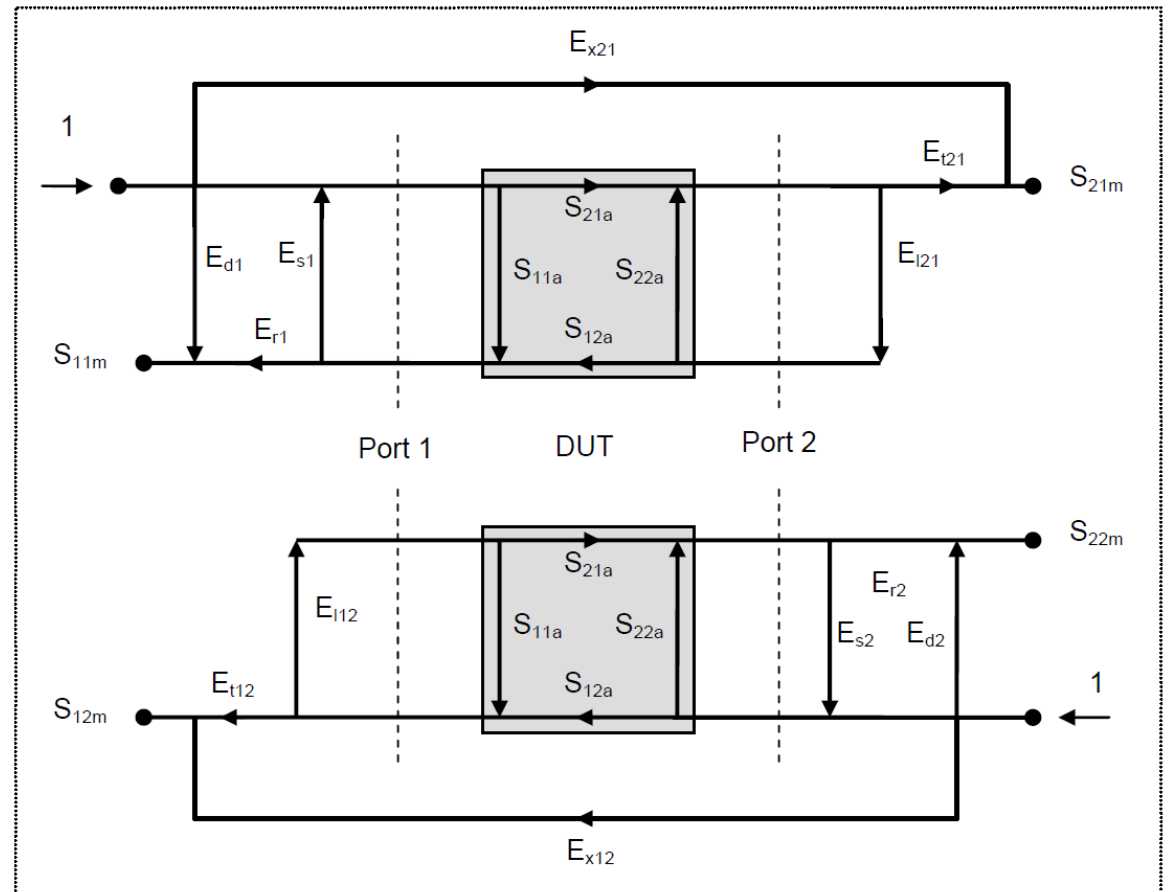 Ex21
1
Et21
S21m
S21a
Ed1
Es1
El21
S11a
S22a
Er1
S12a
S11m
Port 1
DUT
Port 2
S22m
S21a
Er2
El12
S11a
S22a
Es2
Ed2
Et12
S12a
1
S12m
Ex12